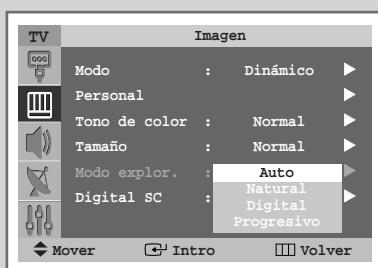 TV Imagen
Modo : Dinámico
Personal
Tono de color : Normal
Tamaño : Normal
Modo explor. : Auto
Natural
Digital SC : Digital
Progresivo
Mover Intro Volver